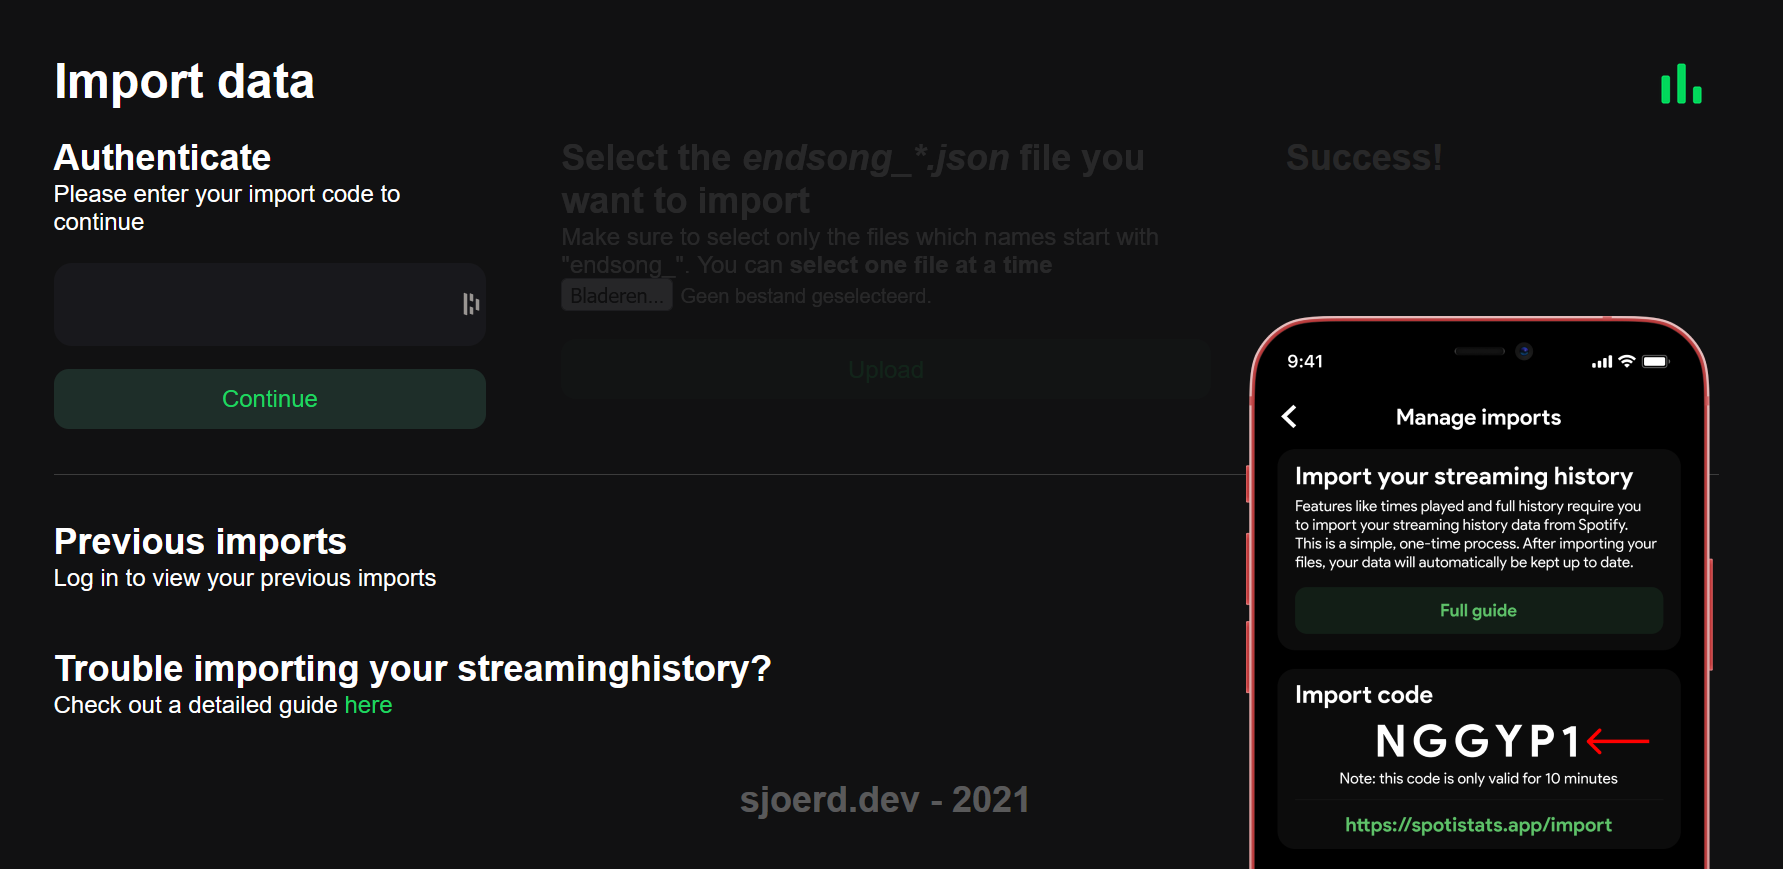 Import data
Authenticate
Please enter your import code to
continue
Continue
Select the endsong_*.json file you
want to import
Make sure to select only the files which names start with
"endsong_". You can select one file at a time
Bladeren... Geen bestand geselecteerd.
Upload
Success!
Previous imports
Log in to view your previous imports
Trouble importing your streaminghistory?
Check out a detailed guide here
sjoerd.dev - 2021
9:41
Manage imports
Import your streaming history
Features like times played and full history require you
to import your streaming history data from Spotify.
This is a simple, one-time process. After importing your
files, your data will automatically be kept up to date.
Full guide
Import code
NGGYP1
Note: this code is only valid for 10 minutes
https://spotistats.app/import